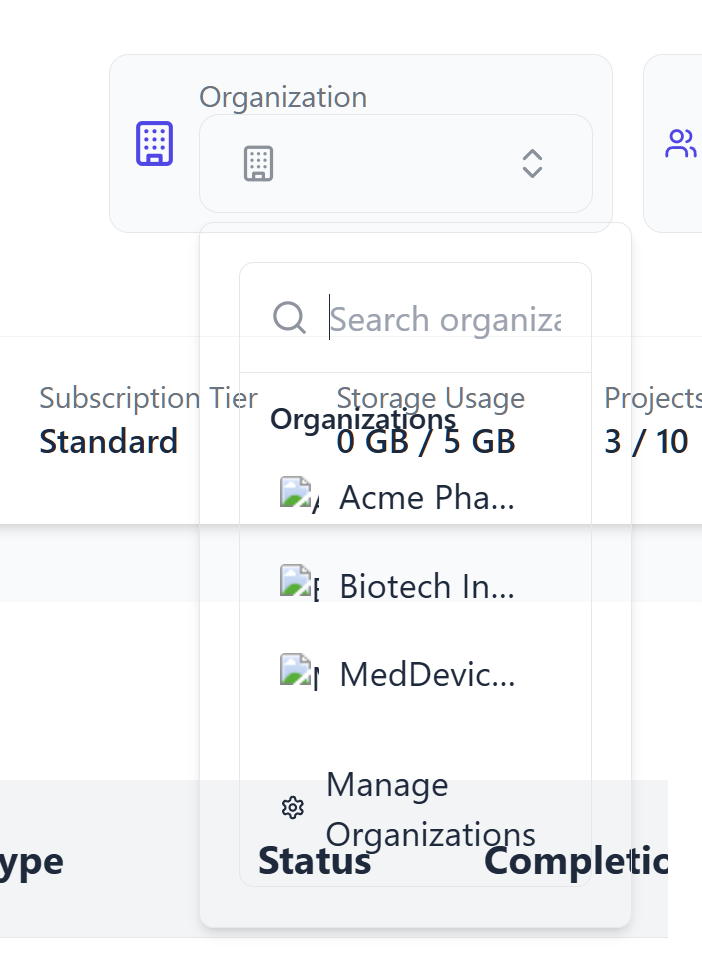 Organization
Search organiza
Subscription Tier
Standard
Storage Usage
0 GB / 5 GB
Projects
3 / 10
Organizations
Acme Pha...
Biotech In...
MedDevic...
Manage
Organizations
ype
Status
Completio